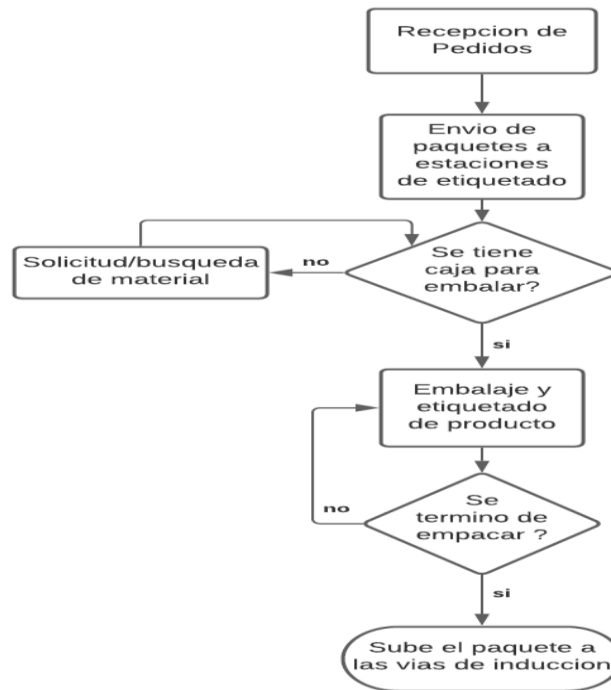 Recepcion de
Pedidos
Envio de
paquetes a
estaciones
de etiquetado
Se tiene
caja para
embalar?
no
Solicitud/busqueda
de material
si
Embalaje y
etiquetado
de producto
Se
termino de
empacar ?
no
si
Sube el paquete a
las vias de induccion